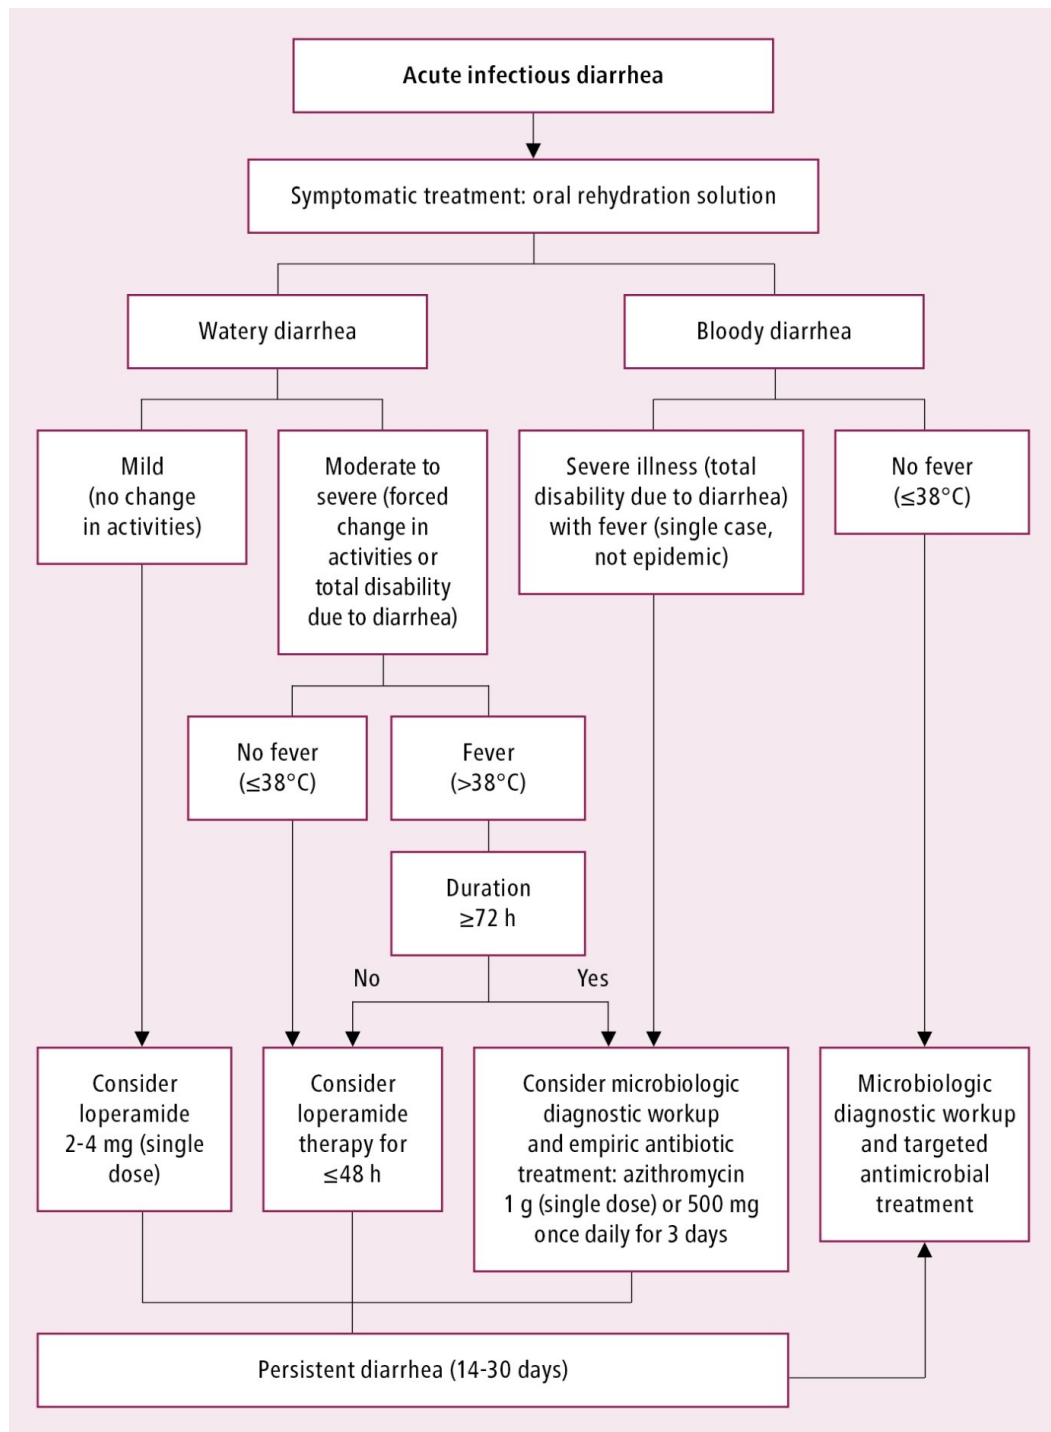 Acute infectious diarrhea
Symptomatic treatment: oral rehydration solution
Watery diarrhea
Bloody diarrhea
Mild
(no change
in activities)
Moderate to
severe (forced
change in
activities or
total disability
due to diarrhea)
Severe illness (total
disability due to diarrhea)
with fever (single case,
not epidemic)
No fever
(≤38°C)
No fever
(≤38°C)
Fever
(>38°C)
Duration
≥72 h
No
Yes
Consider
loperamide
2-4 mg (single
dose)
Consider
loperamide
therapy for
≤48 h
Consider microbiologic
diagnostic workup
and empiric antibiotic
treatment: azithromycin
1 g (single dose) or 500 mg
once daily for 3 days
Microbiologic
diagnostic workup
and targeted
antimicrobial
treatment
Persistent diarrhea (14-30 days)